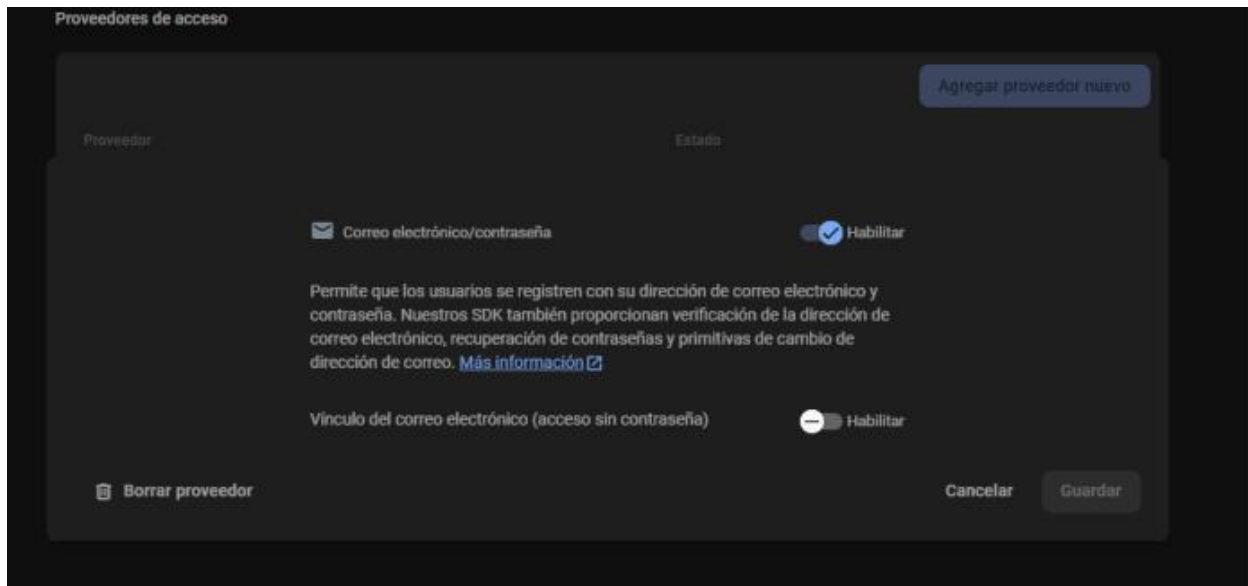 Proveedores de acceso
Agregar proveedor nuevo
Proveedor Estado
Correo electrónico/contraseña Habilitar
Permite que los usuarios se registren con su dirección de correo electrónico y
contraseña. Nuestros SDK también proporcionan verificación de la dirección de
correo electrónico, recuperación de contraseñas y primitivas de cambio de
dirección de correo. Más información
Vínculo del correo electrónico (acceso sin contraseña) Habilitar
Borrar proveedor Cancelar Guardar